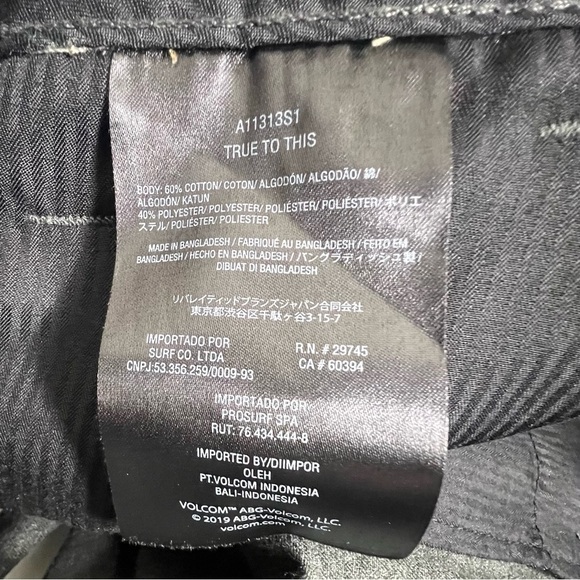 A11313S1
TRUE TO THIS
BODY: 60% COTTON/ COTON/ ALGODÓN/ ALGODÃO/ 綿/
ALGODÓN/ KATUN
40% POLYESTER/ POLYESTER/ POLIÉSTER/ POLIÉSTER/ ポリエ
ステル/ POLIÉSTER/ POLIESTER
MADE IN BANGLADESH / FABRIQUÉ AU BANGLADESH / FEITO EM
BANGLADESH / HECHO EN BANGLADESH / バングラディッシュ製 /
DIBUAT DI BANGLADESH
リバレイティッドブランズジャパン合同会社
東京都渋谷区千駄ヶ谷3-15-7
IMPORTADO POR
SURF CO. LTDA
CNPJ:53.356.259/0009-93
R.N. # 29745
CA # 60394
IMPORTADO POR
PROSURF SPA
RUT: 76.434.444-8
IMPORTED BY/DIIMPOR
OLEH
PT.VOLCOM INDONESIA
BALI-INDONESIA
VOLCOM™ ABG-Volcom, LLC.
© 2019 ABG-Volcom, LLC.
volcom.com